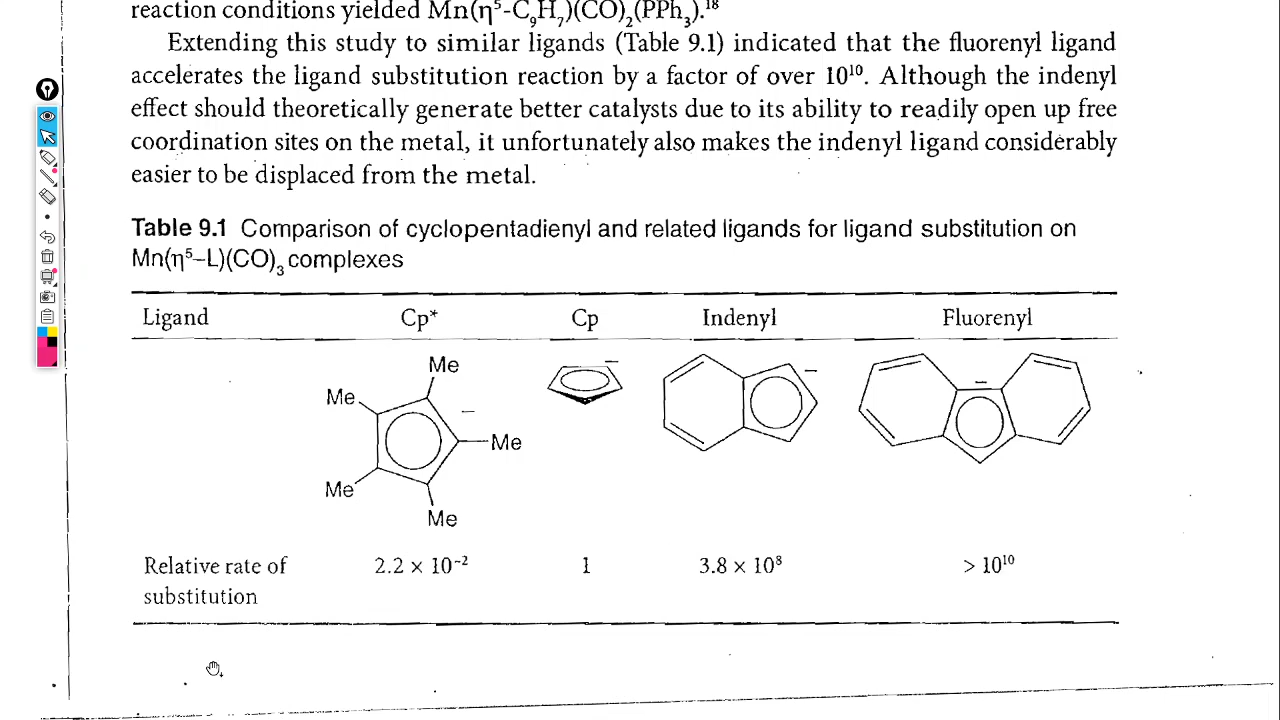 reaction conditions yielded Mn(η⁵-C₉H₇)(CO)₂(PPh₃).¹⁸
Extending this study to similar ligands (Table 9.1) indicated that the fluorenyl ligand
accelerates the ligand substitution reaction by a factor of over 10¹⁰. Although the indenyl
effect should theoretically generate better catalysts due to its ability to readily open up free
coordination sites on the metal, it unfortunately also makes the indenyl ligand considerably
easier to be displaced from the metal.
Table 9.1 Comparison of cyclopentadienyl and related ligands for ligand substitution on
Mn(η⁵–L)(CO)₃ complexes
Ligand Cp* Cp Indenyl Fluorenyl
Me
Me
Me
Me
Me
– – – –
Relative rate of 2.2 × 10⁻² 1 3.8 × 10⁸ > 10¹⁰
substitution